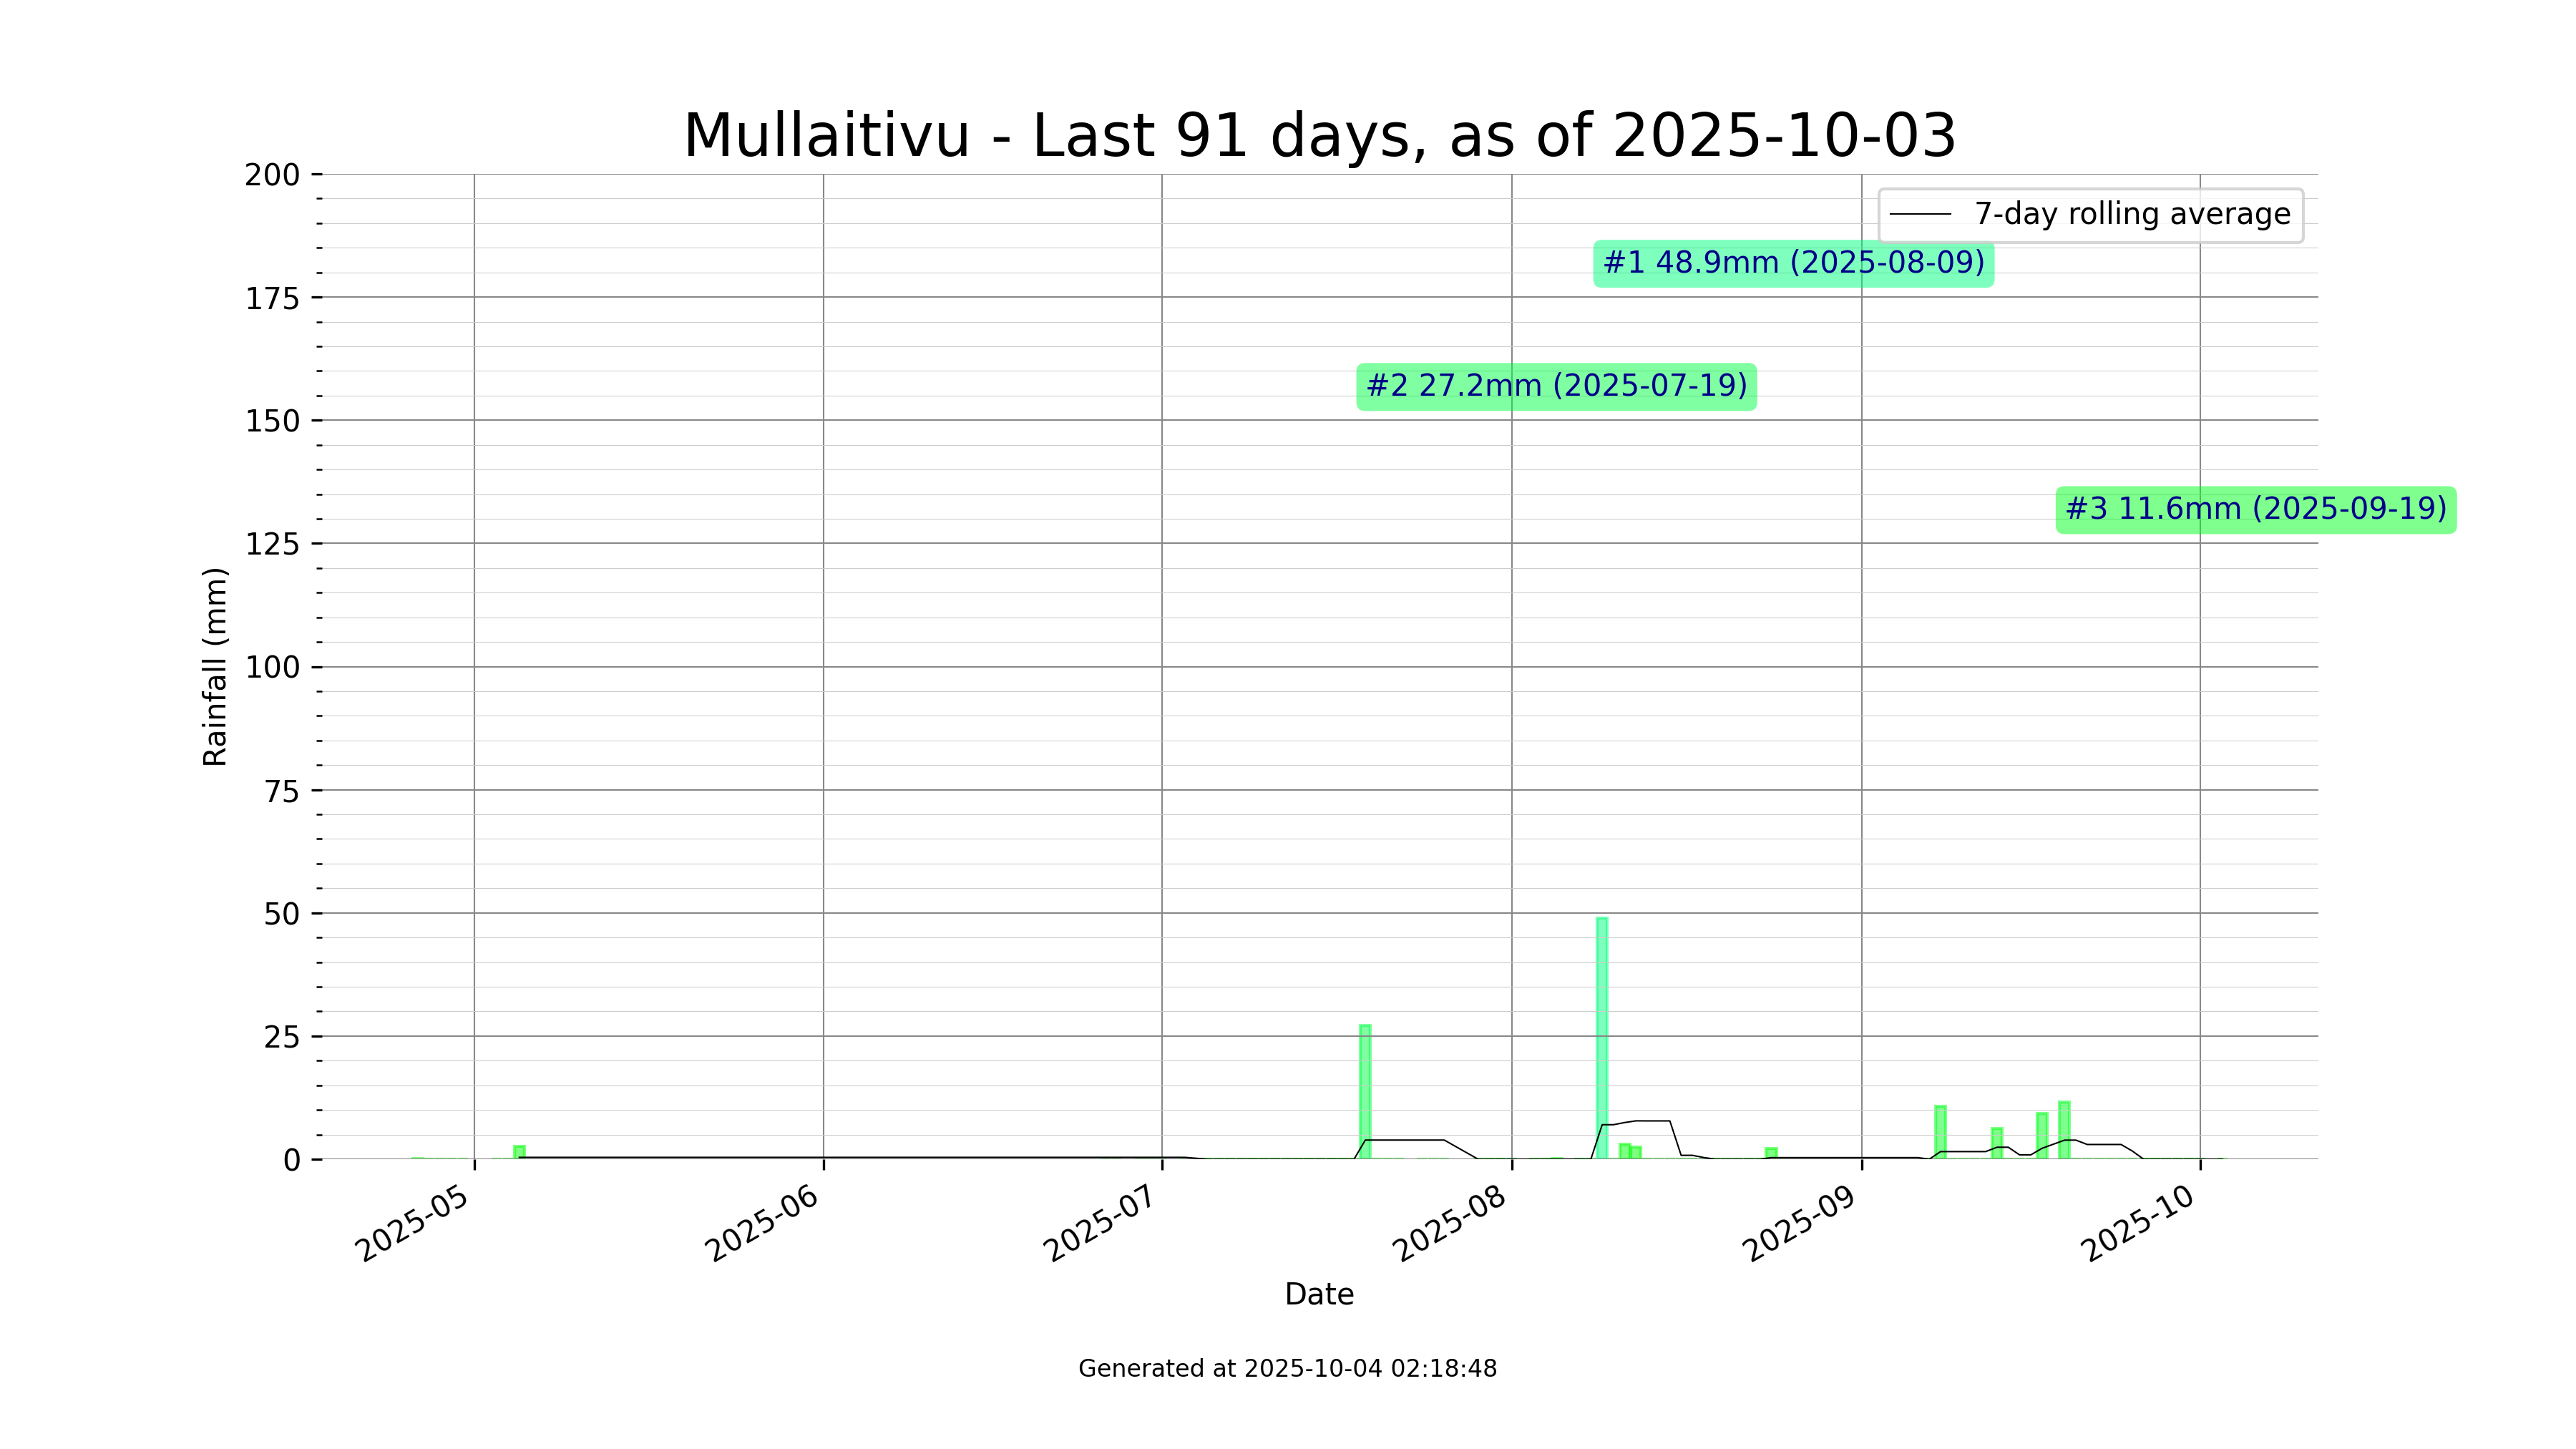 Mullaitivu - Last 91 days, as of 2025-10-03
200
175
150
125
100
75
50
25
0
Rainfall (mm)
7-day rolling average
#1 48.9mm (2025-08-09)
#2 27.2mm (2025-07-19)
#3 11.6mm (2025-09-19)
2025-05
2025-06
2025-07
2025-08
2025-09
2025-10
Date
Generated at 2025-10-04 02:18:48